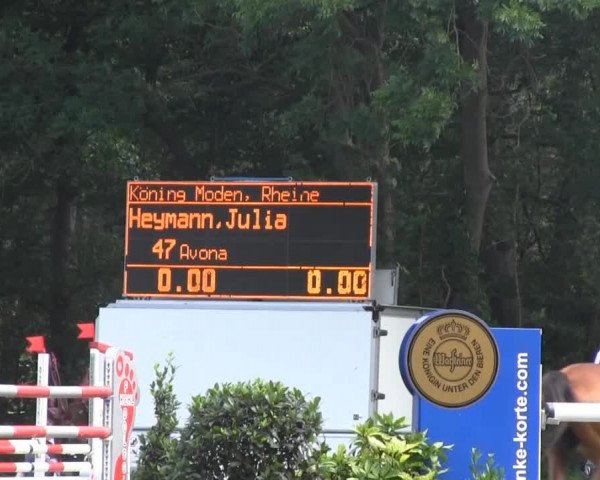 Köning Moden, Rheine
Heymann,Julia
47 Avona
0.00 0.00
EINE KÖNIGIN UNTER DEN BIEREN
Warsteiner
nke-korte.com